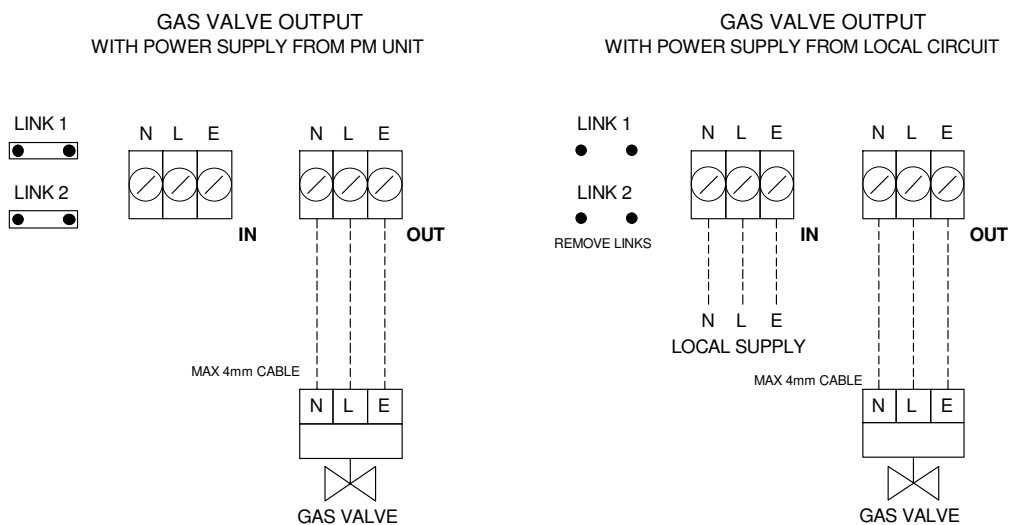 GAS VALVE OUTPUT
WITH POWER SUPPLY FROM PM UNIT
LINK 1
N L E
N L E
LINK 2
IN
OUT
MAX 4mm CABLE
N L E
GAS VALVE
GAS VALVE OUTPUT
WITH POWER SUPPLY FROM LOCAL CIRCUIT
LINK 1
N L E
N L E
LINK 2
REMOVE LINKS
IN
OUT
N L E
LOCAL SUPPLY
MAX 4mm CABLE
N L E
GAS VALVE